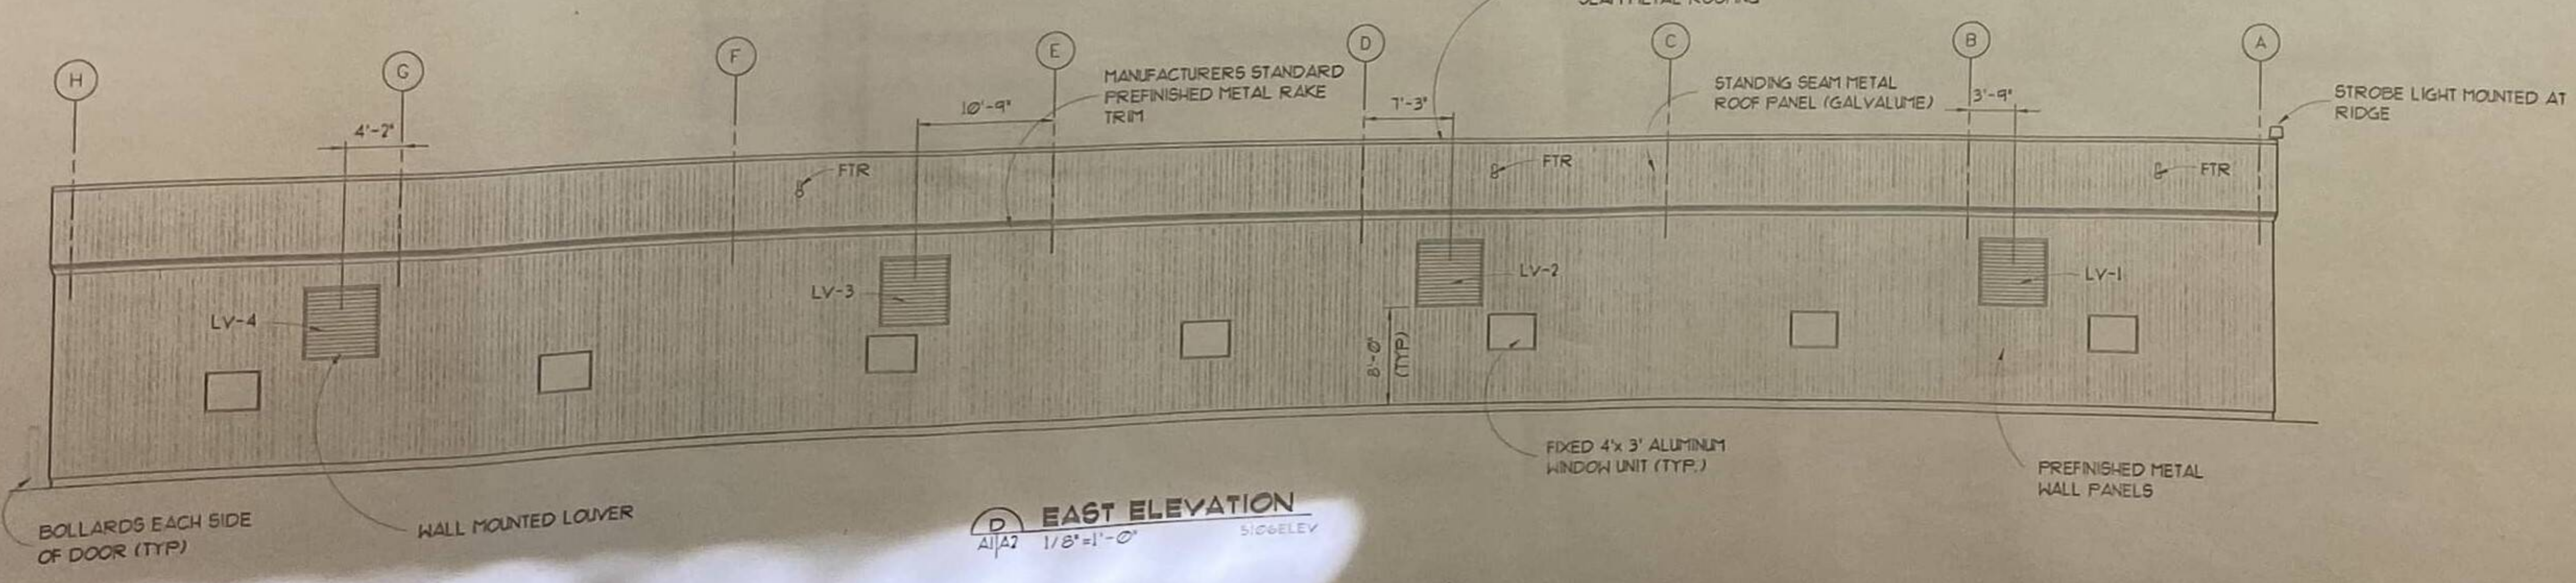 H
G
F
E
D
C
B
A
4'-2"
10'-9"
MANUFACTURERS STANDARD
PREFINISHED METAL RAKE
TRIM
7'-3"
STANDING SEAM METAL
ROOF PANEL (GALVALUME)
3'-9"
STROBE LIGHT MOUNTED AT
RIDGE
FTR
FTR
FTR
LV-4
LV-3
LV-2
LV-1
8'-0"
(TYP)
BOLLARDS EACH SIDE
OF DOOR (TYP)
WALL MOUNTED LOUVER
FIXED 4'x 3' ALUMINUM
WINDOW UNIT (TYP.)
PREFINISHED METAL
WALL PANELS
D
A1 A2
EAST ELEVATION
1/8"=1'-0"